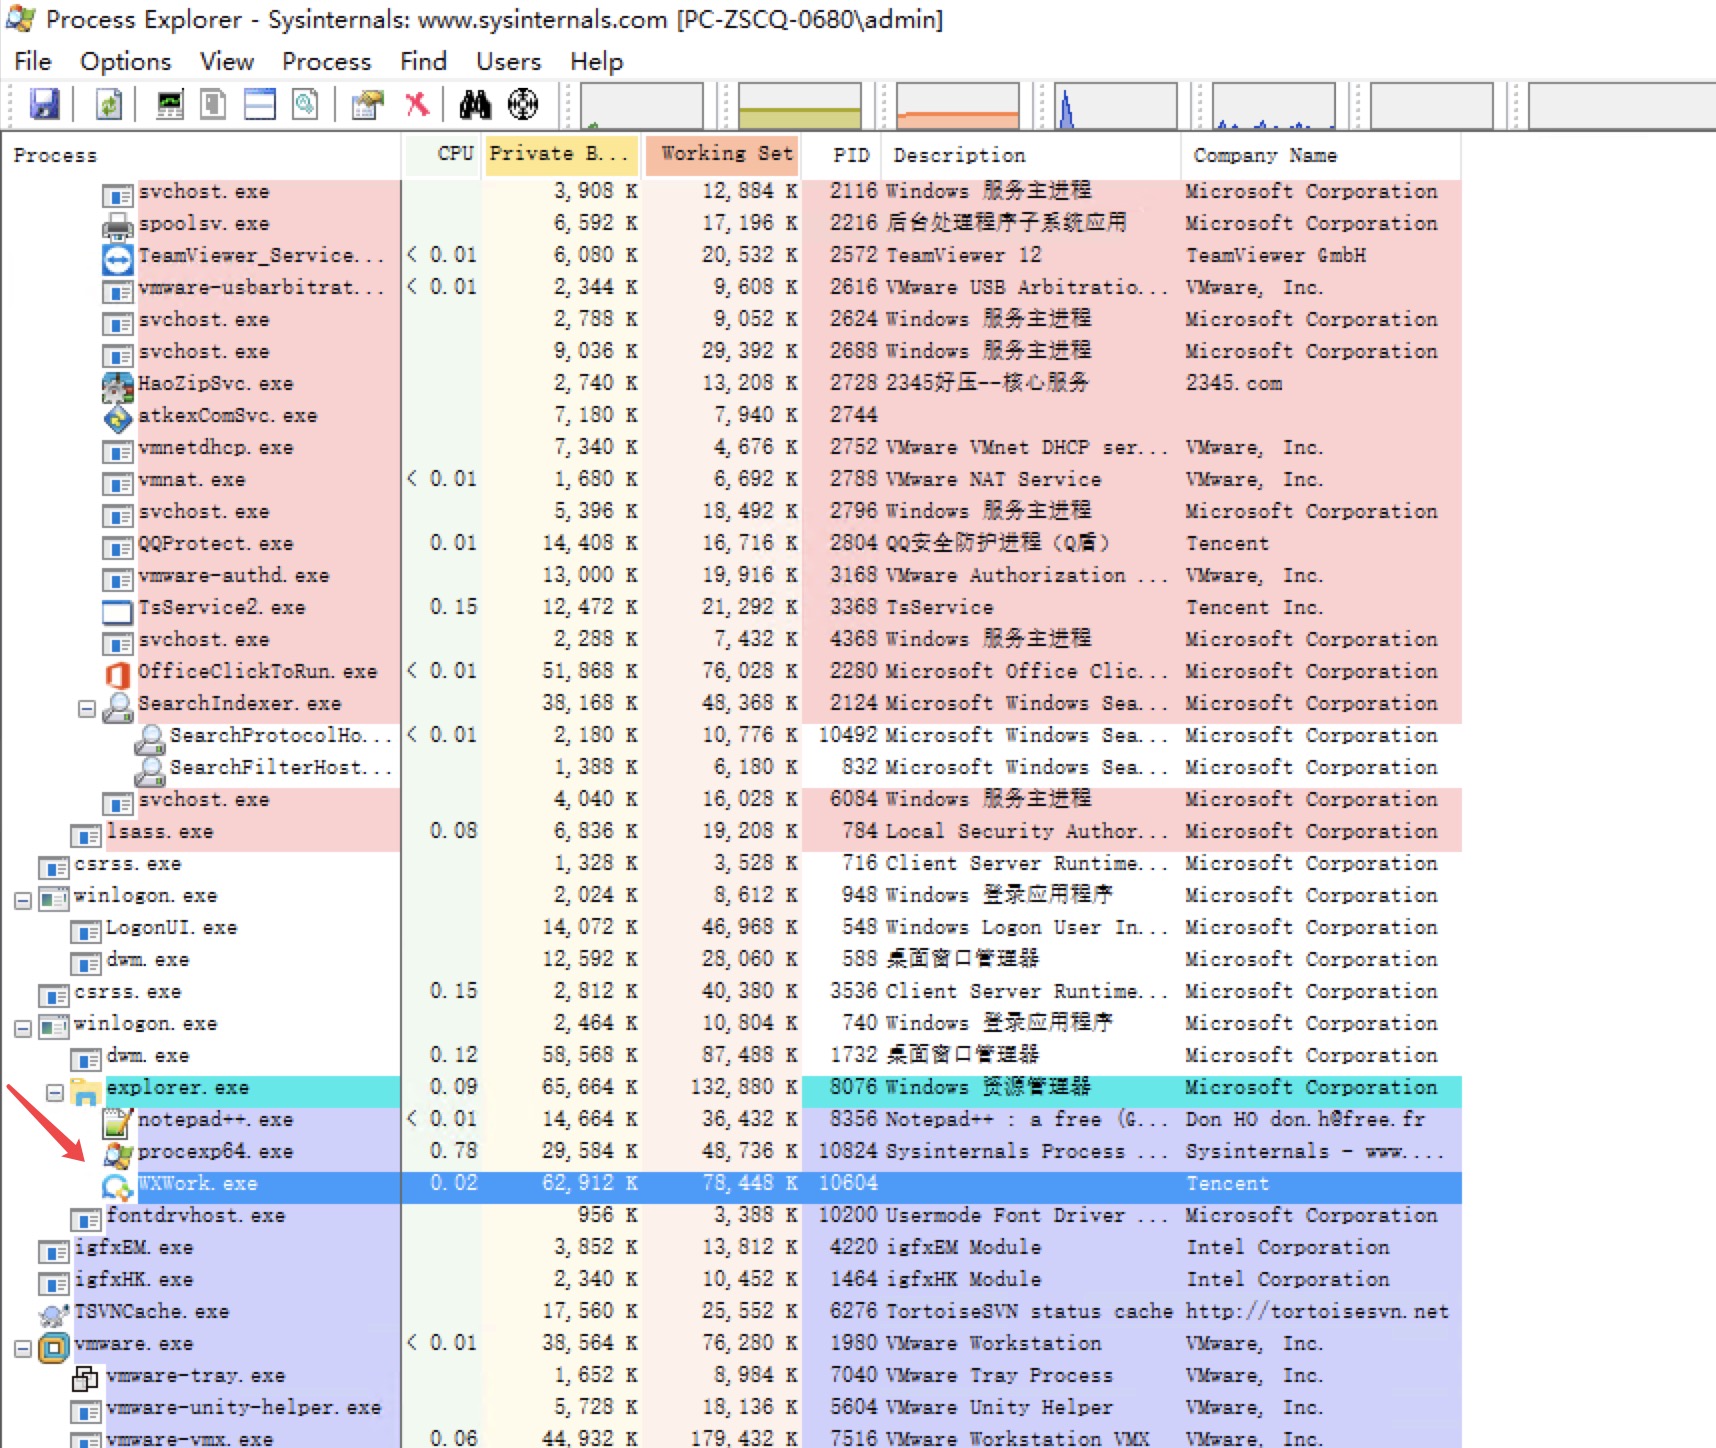 Process Explorer - Sysinternals: www.sysinternals.com [PC-ZSCQ-0680\admin]
File Options View Process Find Users Help
Process CPU Private B... Working Set PID Description Company Name
svchost.exe 3,908 K 12,884 K 2116 Windows 服务主进程 Microsoft Corporation
spoolsv.exe 6,592 K 17,196 K 2216 后台处理程序子系统应用 Microsoft Corporation
TeamViewer_Service... < 0.01 6,080 K 20,532 K 2572 TeamViewer 12 TeamViewer GmbH
vmware-usbarbitrat... < 0.01 2,344 K 9,608 K 2616 VMware USB Arbitratio... VMware, Inc.
svchost.exe 2,788 K 9,052 K 2624 Windows 服务主进程 Microsoft Corporation
svchost.exe 9,036 K 29,392 K 2688 Windows 服务主进程 Microsoft Corporation
HaoZipSvc.exe 2,740 K 13,208 K 2728 2345好压--核心服务 2345.com
atkexComSvc.exe 7,180 K 7,940 K 2744
vmnetdhcp.exe 7,340 K 4,676 K 2752 VMware VMnet DHCP ser... VMware, Inc.
vmnat.exe < 0.01 1,680 K 6,692 K 2788 VMware NAT Service VMware, Inc.
svchost.exe 5,396 K 18,492 K 2796 Windows 服务主进程 Microsoft Corporation
QQProtect.exe 0.01 14,408 K 16,716 K 2804 QQ安全防护进程（Q盾） Tencent
vmware-authd.exe 13,000 K 19,916 K 3168 VMware Authorization ... VMware, Inc.
TsService2.exe 0.15 12,472 K 21,292 K 3368 TsService Tencent Inc.
svchost.exe 2,288 K 7,432 K 4368 Windows 服务主进程 Microsoft Corporation
OfficeClickToRun.exe < 0.01 51,868 K 76,028 K 2280 Microsoft Office Clic... Microsoft Corporation
SearchIndexer.exe 38,168 K 48,368 K 2124 Microsoft Windows Sea... Microsoft Corporation
SearchProtocolHo... < 0.01 2,180 K 10,776 K 10492 Microsoft Windows Sea... Microsoft Corporation
SearchFilterHost... 1,388 K 6,180 K 832 Microsoft Windows Sea... Microsoft Corporation
svchost.exe 4,040 K 16,028 K 6084 Windows 服务主进程 Microsoft Corporation
lsass.exe 0.08 6,836 K 19,208 K 784 Local Security Author... Microsoft Corporation
csrss.exe 1,328 K 3,528 K 716 Client Server Runtime... Microsoft Corporation
winlogon.exe 2,024 K 8,612 K 948 Windows 登录应用程序 Microsoft Corporation
LogonUI.exe 14,072 K 46,968 K 548 Windows Logon User In... Microsoft Corporation
dwm.exe 12,592 K 28,060 K 588 桌面窗口管理器 Microsoft Corporation
csrss.exe 0.15 2,812 K 40,380 K 3536 Client Server Runtime... Microsoft Corporation
winlogon.exe 2,464 K 10,804 K 740 Windows 登录应用程序 Microsoft Corporation
dwm.exe 0.12 58,568 K 87,488 K 1732 桌面窗口管理器 Microsoft Corporation
explorer.exe 0.09 65,664 K 132,880 K 8076 Windows 资源管理器 Microsoft Corporation
notepad++.exe < 0.01 14,664 K 36,432 K 8356 Notepad++ : a free (G... Don HO don.h@free.fr
procexp64.exe 0.78 29,584 K 48,736 K 10824 Sysinternals Process ... Sysinternals - www....
WXWork.exe 0.02 62,912 K 78,448 K 10604 Tencent
fontdrvhost.exe 956 K 3,388 K 10200 Usermode Font Driver ... Microsoft Corporation
igfxEM.exe 3,852 K 13,812 K 4220 igfxEM Module Intel Corporation
igfxHK.exe 2,340 K 10,452 K 1464 igfxHK Module Intel Corporation
TSVNCache.exe 17,560 K 25,552 K 6276 TortoiseSVN status cache http://tortoisesvn.net
vmware.exe < 0.01 38,564 K 76,280 K 1980 VMware Workstation VMware, Inc.
vmware-tray.exe 1,652 K 8,984 K 7040 VMware Tray Process VMware, Inc.
vmware-unity-helper.exe 5,728 K 18,136 K 5604 VMware Unity Helper VMware, Inc.
vmware-vmx.exe 0.06 44,932 K 179,432 K 7516 VMware Workstation VMX VMware, Inc.